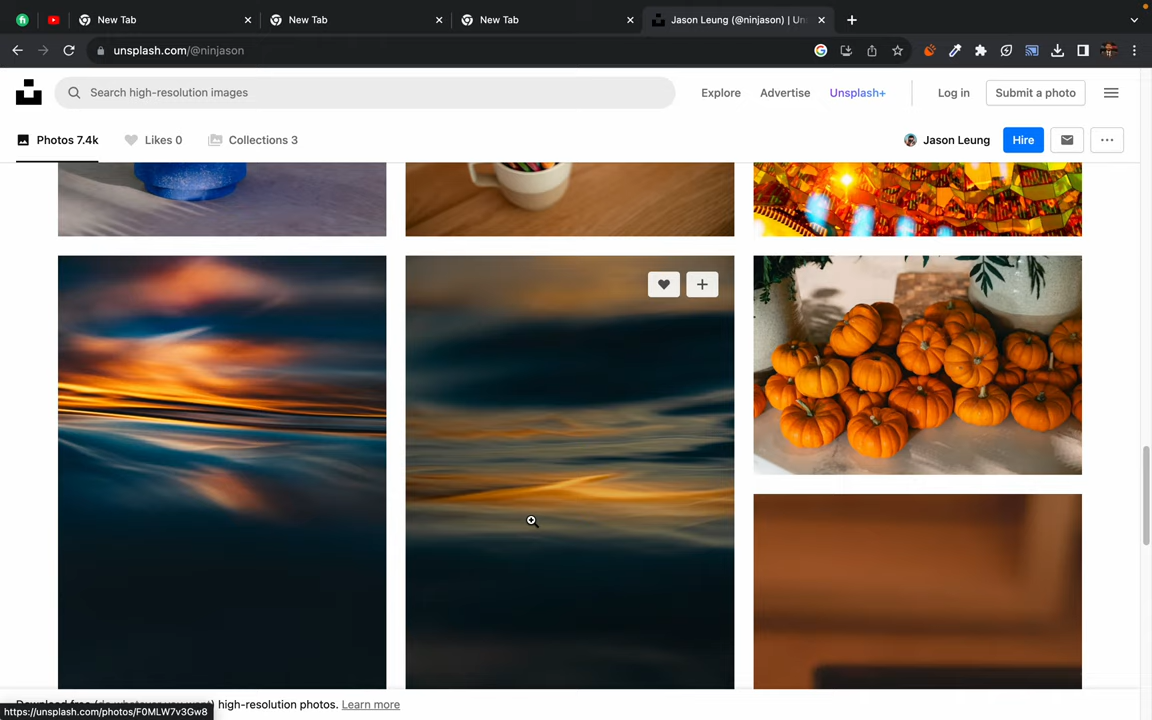 New Tab
New Tab
New Tab
Jason Leung (@ninjason) | Un
unsplash.com/@ninjason
Search high-resolution images
Explore
Advertise
Unsplash+
Log in
Submit a photo
Photos 7.4k
Likes 0
Collections 3
Jason Leung
Hire
high-resolution photos. Learn more
https://unsplash.com/photos/F0MLW7v3Gw8